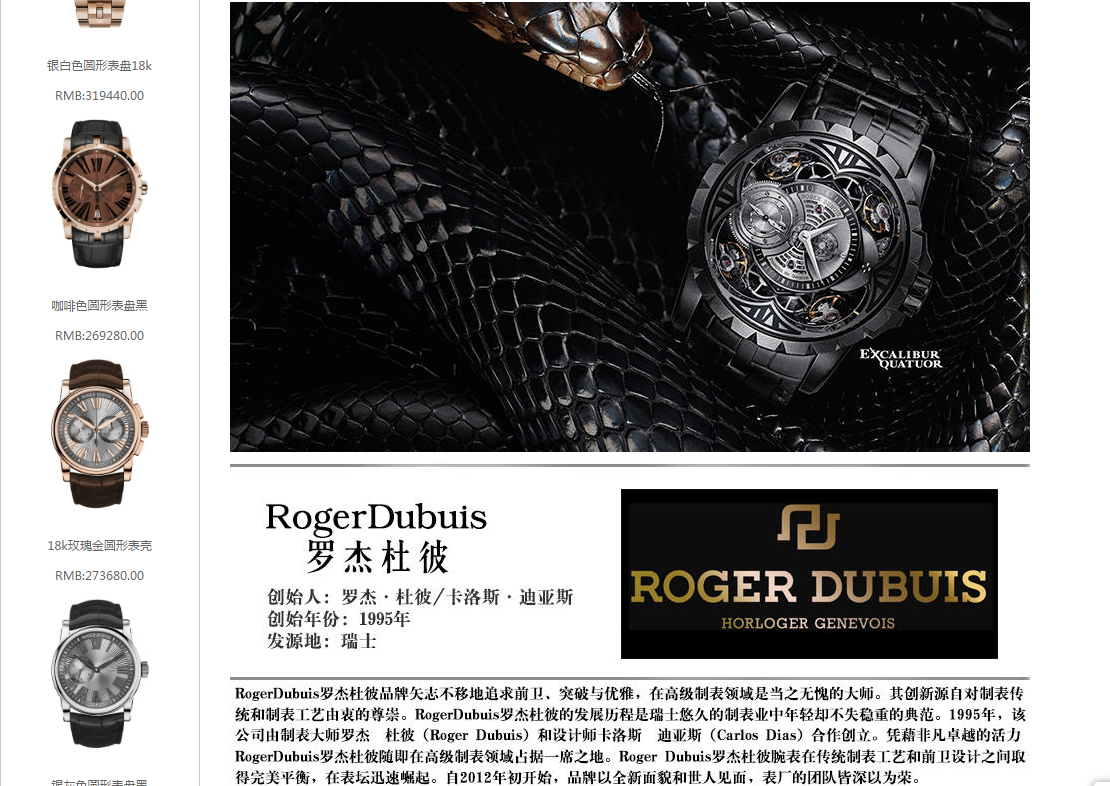 银白色圆形表盘18k
RMB:319440.00
咖啡色圆形表盘黑
RMB:269280.00
18k玫瑰金圆形表壳
RMB:273680.00
EXCALIBUR
QUATUOR
RogerDubuis
罗杰杜彼
创始人：罗杰·杜彼/卡洛斯·迪亚斯
创始年份：1995年
发源地：瑞士
ROGER DUBUIS
HORLOGER GENEVOIS
RogerDubuis罗杰杜彼品牌矢志不移地追求前卫、突破与优雅，在高级制表领域是当之无愧的大师。其创新源自对制表传
统和制表工艺由衷的尊崇。RogerDubuis罗杰杜彼的发展历程是瑞士悠久的制表业中年轻却不失稳重的典范。1995年，该
公司由制表大师罗杰　杜彼（Roger Dubuis）和设计师卡洛斯　迪亚斯（Carlos Dias）合作创立。凭藉非凡卓越的活力
RogerDubuis罗杰杜彼随即在高级制表领域占据一席之地。Roger Dubuis罗杰杜彼腕表在传统制表工艺和前卫设计之间取
得完美平衡，在表坛迅速崛起。自2012年初开始，品牌以全新面貌和世人见面，表厂的团队皆深以为荣。